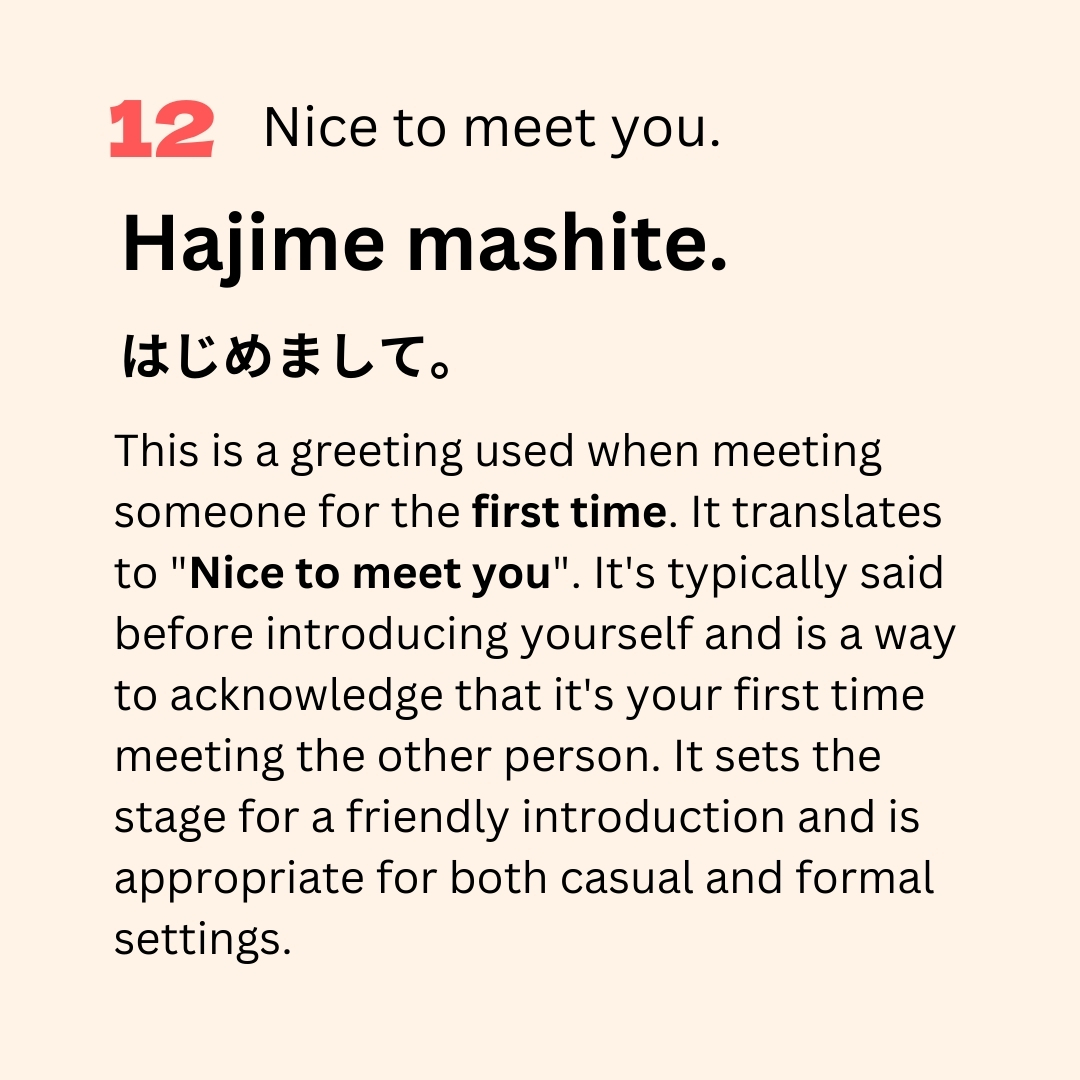 12 Nice to meet you.
Hajime mashite.
はじめまして。
This is a greeting used when meeting
someone for the first time. It translates
to "Nice to meet you". It's typically said
before introducing yourself and is a way
to acknowledge that it's your first time
meeting the other person. It sets the
stage for a friendly introduction and is
appropriate for both casual and formal
settings.